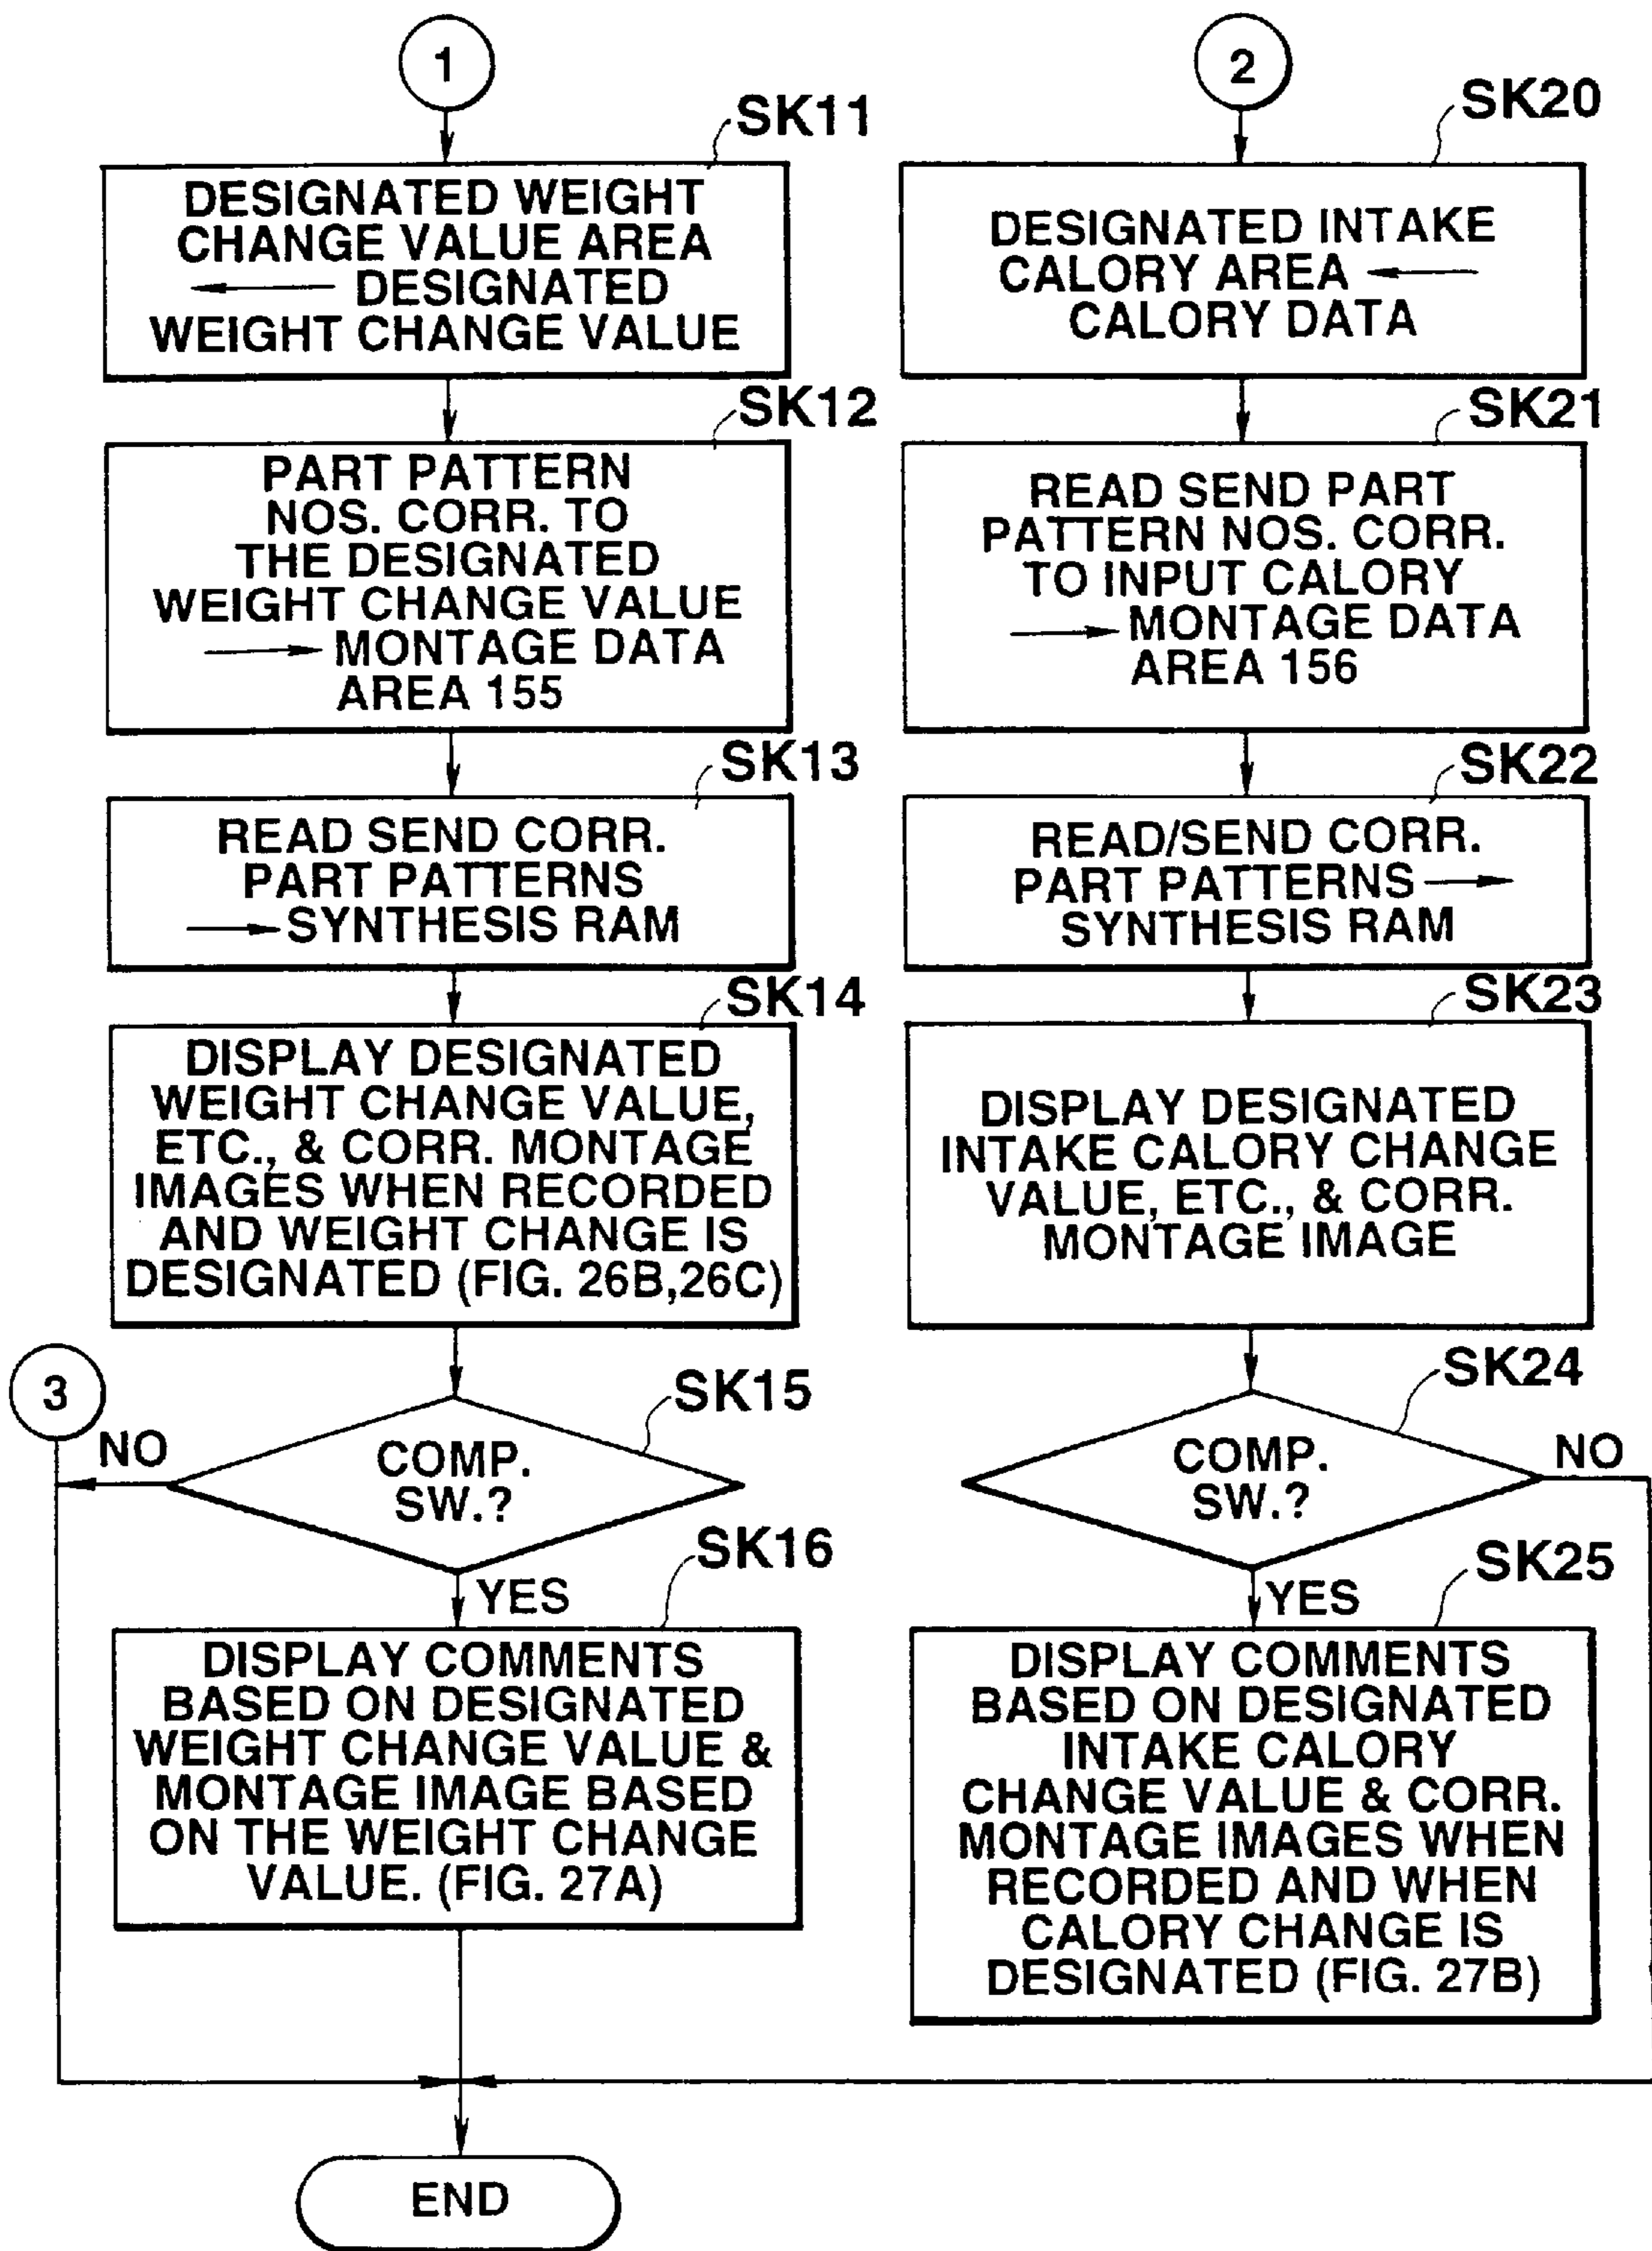 1
SK11
DESIGNATED WEIGHT
CHANGE VALUE AREA
← DESIGNATED
WEIGHT CHANGE VALUE
SK12
PART PATTERN
NOS. CORR. TO
THE DESIGNATED
WEIGHT CHANGE VALUE
→ MONTAGE DATA
AREA 155
SK13
READ SEND CORR.
PART PATTERNS
→ SYNTHESIS RAM
SK14
DISPLAY DESIGNATED
WEIGHT CHANGE VALUE,
ETC., & CORR. MONTAGE
IMAGES WHEN RECORDED
AND WEIGHT CHANGE IS
DESIGNATED (FIG. 26B,26C)
3
NO
SK15
COMP.
SW.?
YES
SK16
DISPLAY COMMENTS
BASED ON DESIGNATED
WEIGHT CHANGE VALUE &
MONTAGE IMAGE BASED
ON THE WEIGHT CHANGE
VALUE. (FIG. 27A)
2
SK20
DESIGNATED INTAKE
CALORY AREA ←
CALORY DATA
SK21
READ SEND PART
PATTERN NOS. CORR.
TO INPUT CALORY
→ MONTAGE DATA
AREA 156
SK22
READ/SEND CORR.
PART PATTERNS →
SYNTHESIS RAM
SK23
DISPLAY DESIGNATED
INTAKE CALORY CHANGE
VALUE, ETC., & CORR.
MONTAGE IMAGE
SK24
COMP.
SW.?
NO
YES
SK25
DISPLAY COMMENTS
BASED ON DESIGNATED
INTAKE CALORY
CHANGE VALUE & CORR.
MONTAGE IMAGES WHEN
RECORDED AND WHEN
CALORY CHANGE IS
DESIGNATED (FIG. 27B)
END